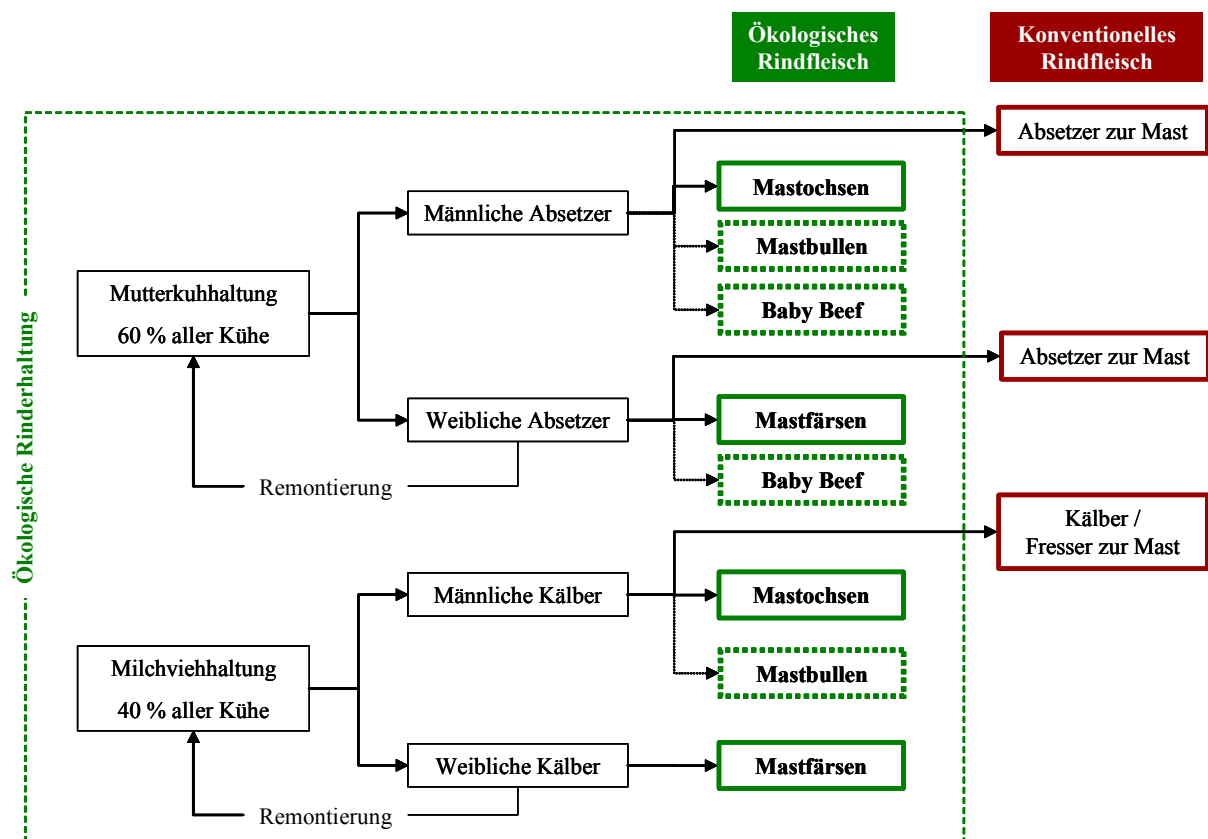 Ökologisches
Rindfleisch
Konventionelles
Rindfleisch
Absetzer zur Mast
Mastochsen
Männliche Absetzer
Mastbullen
Mutterkuhhaltung
60 % aller Kühe
Baby Beef
Absetzer zur Mast
Weibliche Absetzer
Mastfärsen
Baby Beef
Remontierung
Ökologische Rinderhaltung
Kälber /
Fresser zur Mast
Männliche Kälber
Mastochsen
Milchviehhaltung
40 % aller Kühe
Mastbullen
Weibliche Kälber
Mastfärsen
Remontierung